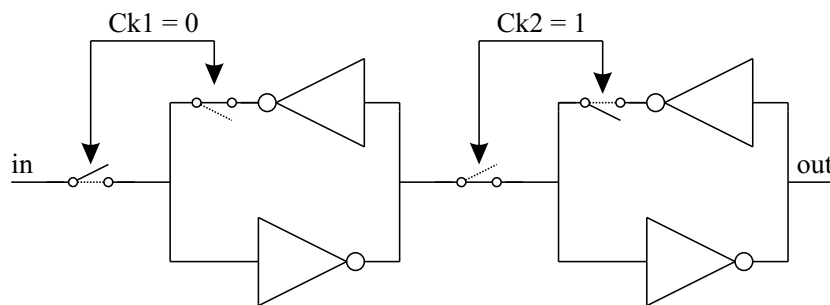 Ck1 = 0
Ck2 = 1
in
out